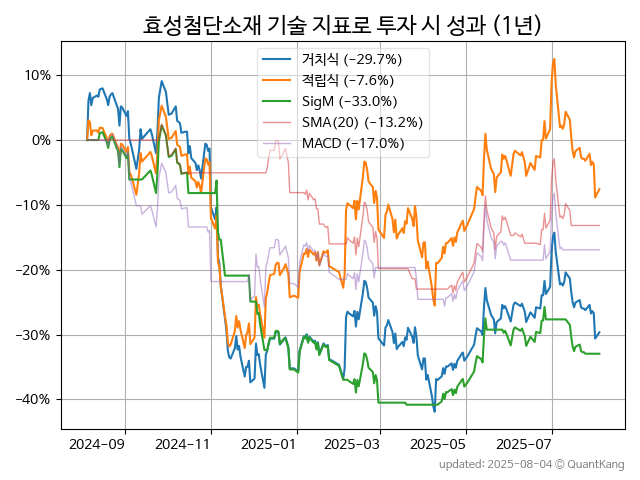 효성첨단소재 기술 지표로 투자 시 성과 (1년)
거치식 (−29.7%)
적립식 (−7.6%)
SigM (−33.0%)
SMA(20) (−13.2%)
MACD (−17.0%)
10%
0%
−10%
−20%
−30%
−40%
2024-09 2024-11 2025-01 2025-03 2025-05 2025-07
updated: 2025-08-04 © QuantKang